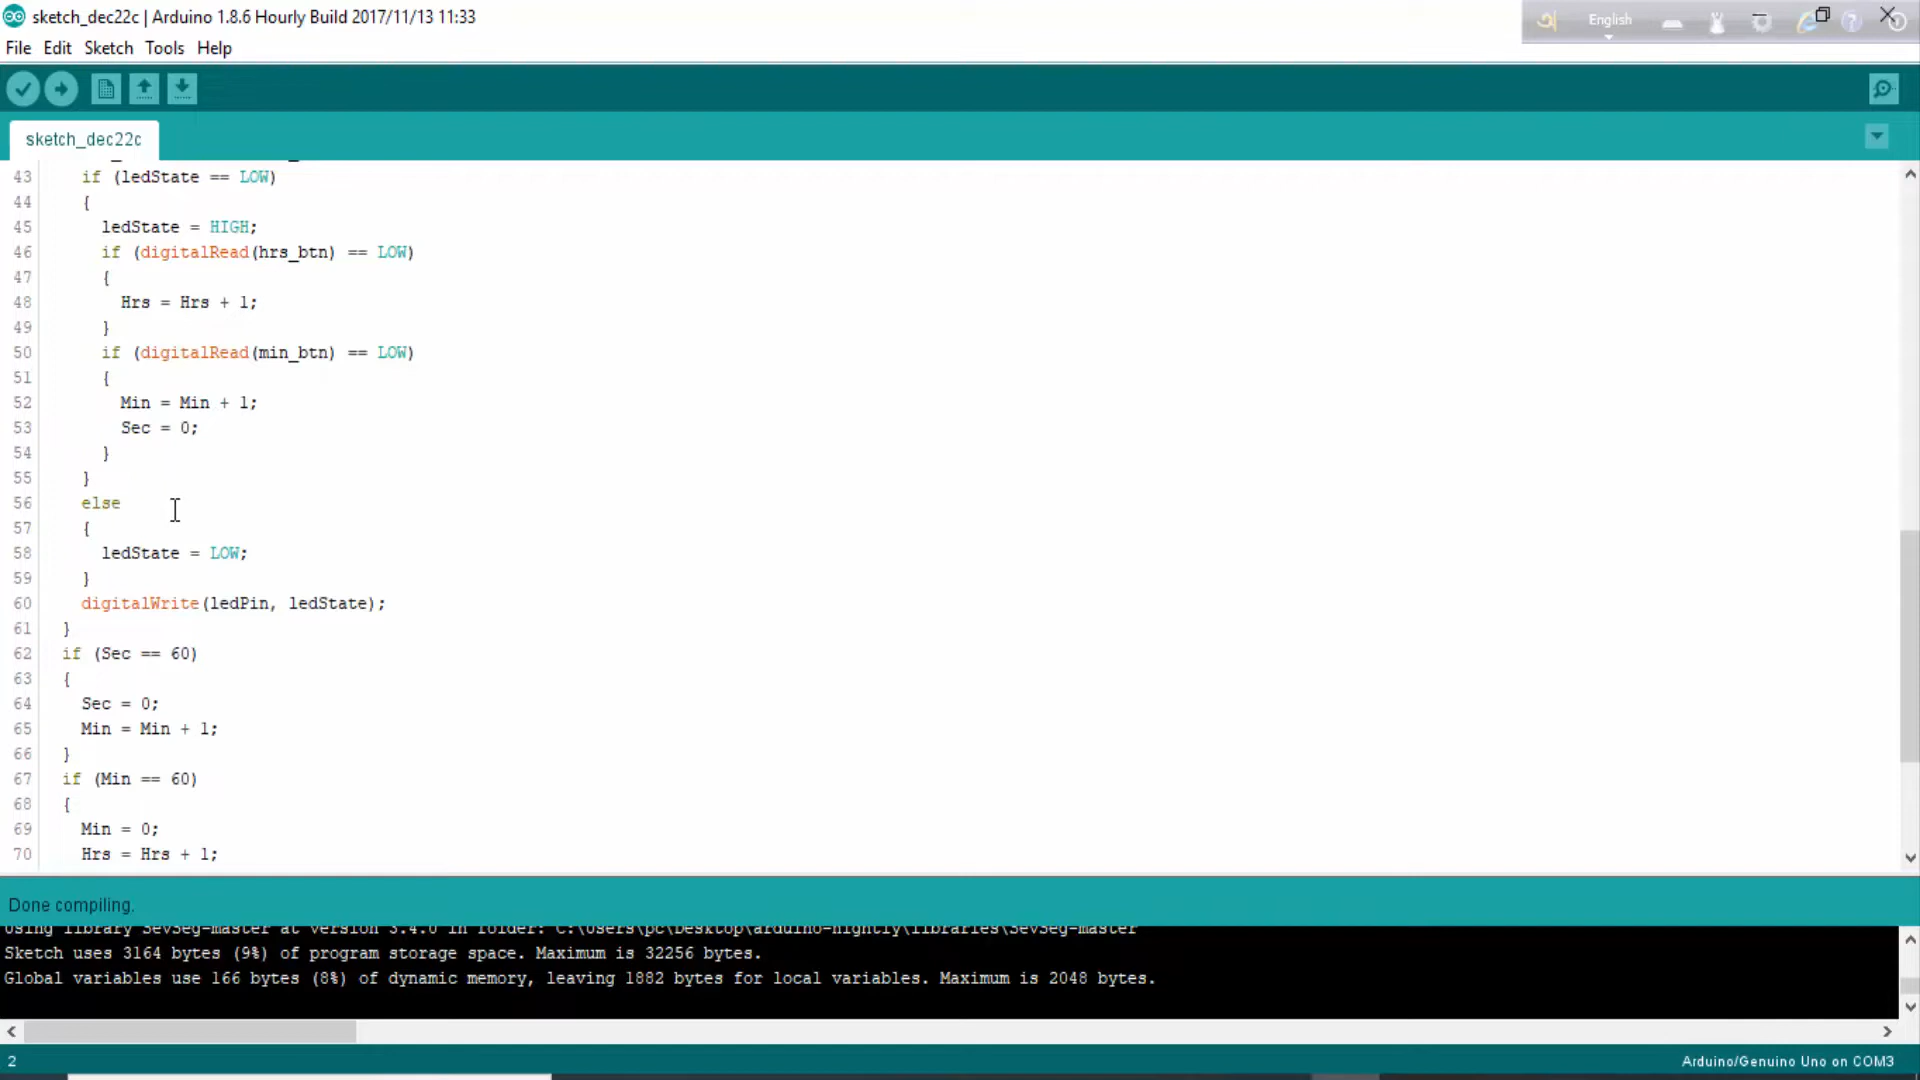 sketch_dec22c | Arduino 1.8.6 Hourly Build 2017/11/13 11:33
English
File Edit Sketch Tools Help
sketch_dec22c
43 if (ledState == LOW)
44 {
45 ledState = HIGH;
46 if (digitalRead(hrs_btn) == LOW)
47 {
48 Hrs = Hrs + 1;
49 }
50 if (digitalRead(min_btn) == LOW)
51 {
52 Min = Min + 1;
53 Sec = 0;
54 }
55 }
56 else
57 {
58 ledState = LOW;
59 }
60 digitalWrite(ledPin, ledState);
61 }
62 if (Sec == 60)
63 {
64 Sec = 0;
65 Min = Min + 1;
66 }
67 if (Min == 60)
68 {
69 Min = 0;
70 Hrs = Hrs + 1;
Done compiling.
Using library SevSeg-master at version 3.4.0 in folder: C:\Users\pc\Desktop\arduino-nightly\libraries\SevSeg-master
Sketch uses 3164 bytes (9%) of program storage space. Maximum is 32256 bytes.
Global variables use 166 bytes (8%) of dynamic memory, leaving 1882 bytes for local variables. Maximum is 2048 bytes.
2
Arduino/Genuino Uno on COM3